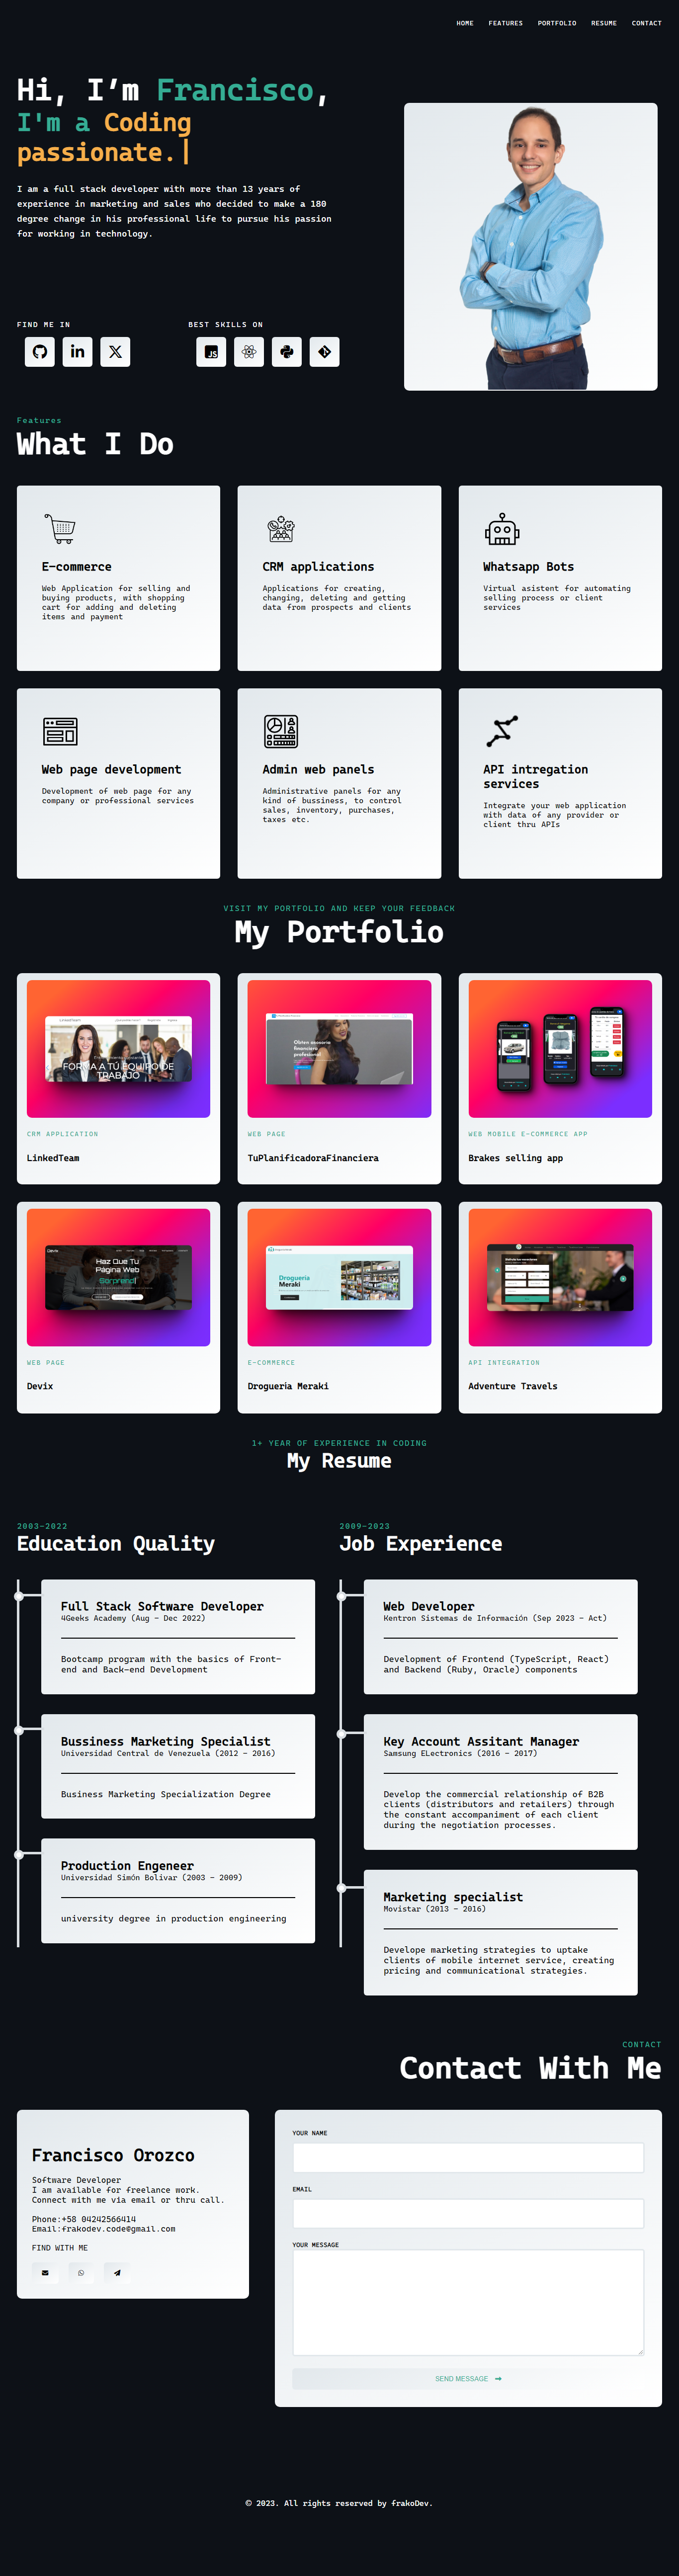 HOME FEATURES PORTFOLIO RESUME CONTACT
Hi, I’m Francisco,
I'm a Coding
passionate.|
I am a full stack developer with more than 13 years of
experience in marketing and sales who decided to make a 180
degree change in his professional life to pursue his passion
for working in technology.
FIND ME IN
BEST SKILLS ON
JS
Features
What I Do
E-commerce
Web Application for selling and
buying products, with shopping
cart for adding and deleting
items and payment
CRM applications
Applications for creating,
changing, deleting and getting
data from prospects and clients
Whatsapp Bots
Virtual asistent for automating
selling process or client
services
Web page development
Development of web page for any
company or professional services
Admin web panels
Administrative panels for any
kind of bussiness, to control
sales, inventory, purchases,
taxes etc.
API intregation
services
Integrate your web application
with data of any provider or
client thru APIs
VISIT MY PORTFOLIO AND KEEP YOUR FEEDBACK
My Portfolio
LinkedTeam
FORMA A TÚ EQUIPO DE
TRABAJO
CRM APPLICATION
LinkedTeam
Obten asesoria
financiera
profesional
WEB PAGE
TuPlanificadoraFinanciera
WEB MOBILE E-COMMERCE APP
Brakes selling app
Devix
Haz Que Tu
Página Web
Sorprend|
WEB PAGE
Devix
Drogueria
Meraki
E-COMMERCE
Drogueria Meraki
API INTEGRATION
Adventure Travels
1+ YEAR OF EXPERIENCE IN CODING
My Resume
2003-2022
Education Quality
Full Stack Software Developer
4Geeks Academy (Aug - Dec 2022)
Bootcamp program with the basics of Front-
end and Back-end Development
Bussiness Marketing Specialist
Universidad Central de Venezuela (2012 - 2016)
Business Marketing Specialization Degree
Production Engeneer
Universidad Simón Bolivar (2003 - 2009)
university degree in production engineering
2009-2023
Job Experience
Web Developer
Kentron Sistemas de Información (Sep 2023 - Act)
Development of Frontend (TypeScript, React)
and Backend (Ruby, Oracle) components
Key Account Assitant Manager
Samsung ELectronics (2016 - 2017)
Develop the commercial relationship of B2B
clients (distributors and retailers) through
the constant accompaniment of each client
during the negotiation processes.
Marketing specialist
Movistar (2013 - 2016)
Develope marketing strategies to uptake
clients of mobile internet service, creating
pricing and communicational strategies.
CONTACT
Contact With Me
Francisco Orozco
Software Developer
I am available for freelance work.
Connect with me via email or thru call.
Phone:+58 04242566414
Email:frakodev.code@gmail.com
FIND WITH ME
YOUR NAME
EMAIL
YOUR MESSAGE
SEND MESSAGE
© 2023. All rights reserved by frakoDev.